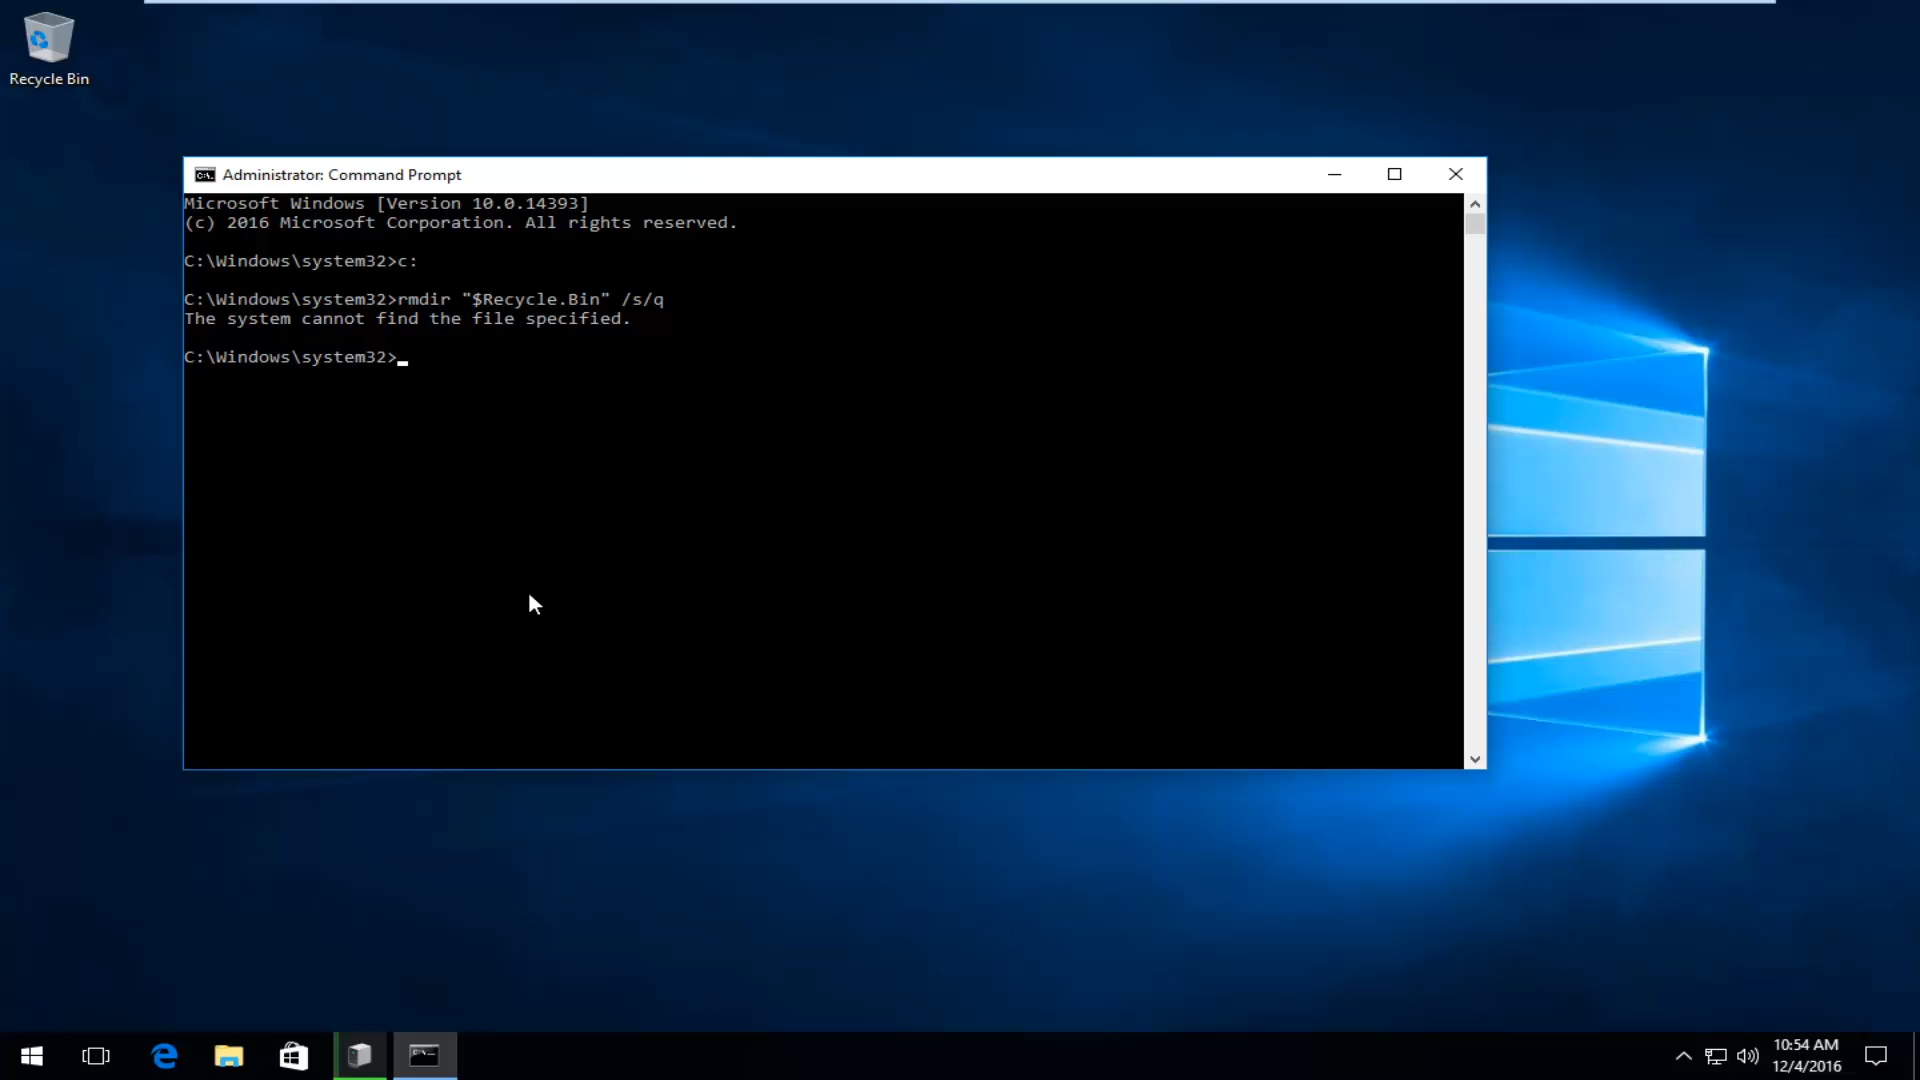 Recycle Bin
Administrator: Command Prompt
Microsoft Windows [Version 10.0.14393]
(c) 2016 Microsoft Corporation. All rights reserved.
C:\Windows\system32>c:
C:\Windows\system32>rmdir "$Recycle.Bin" /s/q
The system cannot find the file specified.
C:\Windows\system32>
10:54 AM
12/4/2016